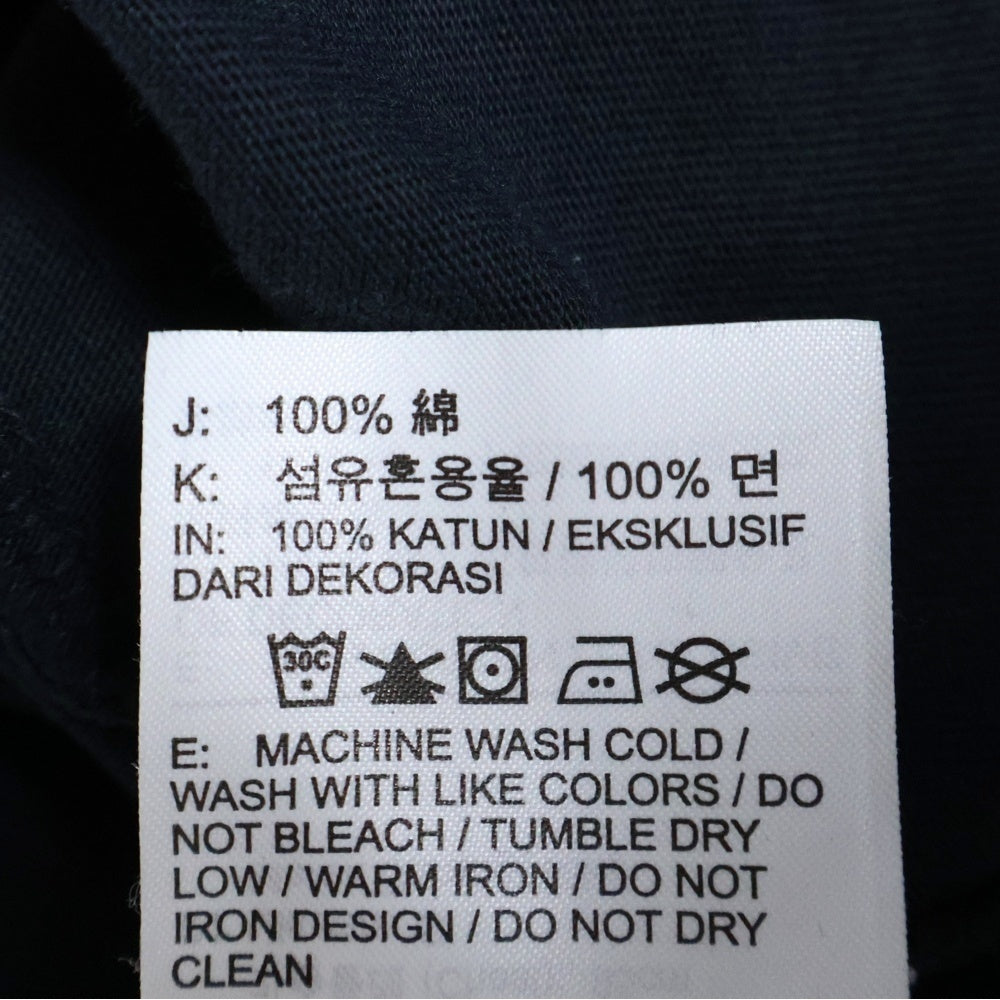 J: 100% 綿
K: 섬유혼용율 / 100% 면
IN: 100% KATUN / EKSKLUSIF
DARI DEKORASI
30C
E: MACHINE WASH COLD /
WASH WITH LIKE COLORS / DO
NOT BLEACH / TUMBLE DRY
LOW / WARM IRON / DO NOT
IRON DESIGN / DO NOT DRY
CLEAN